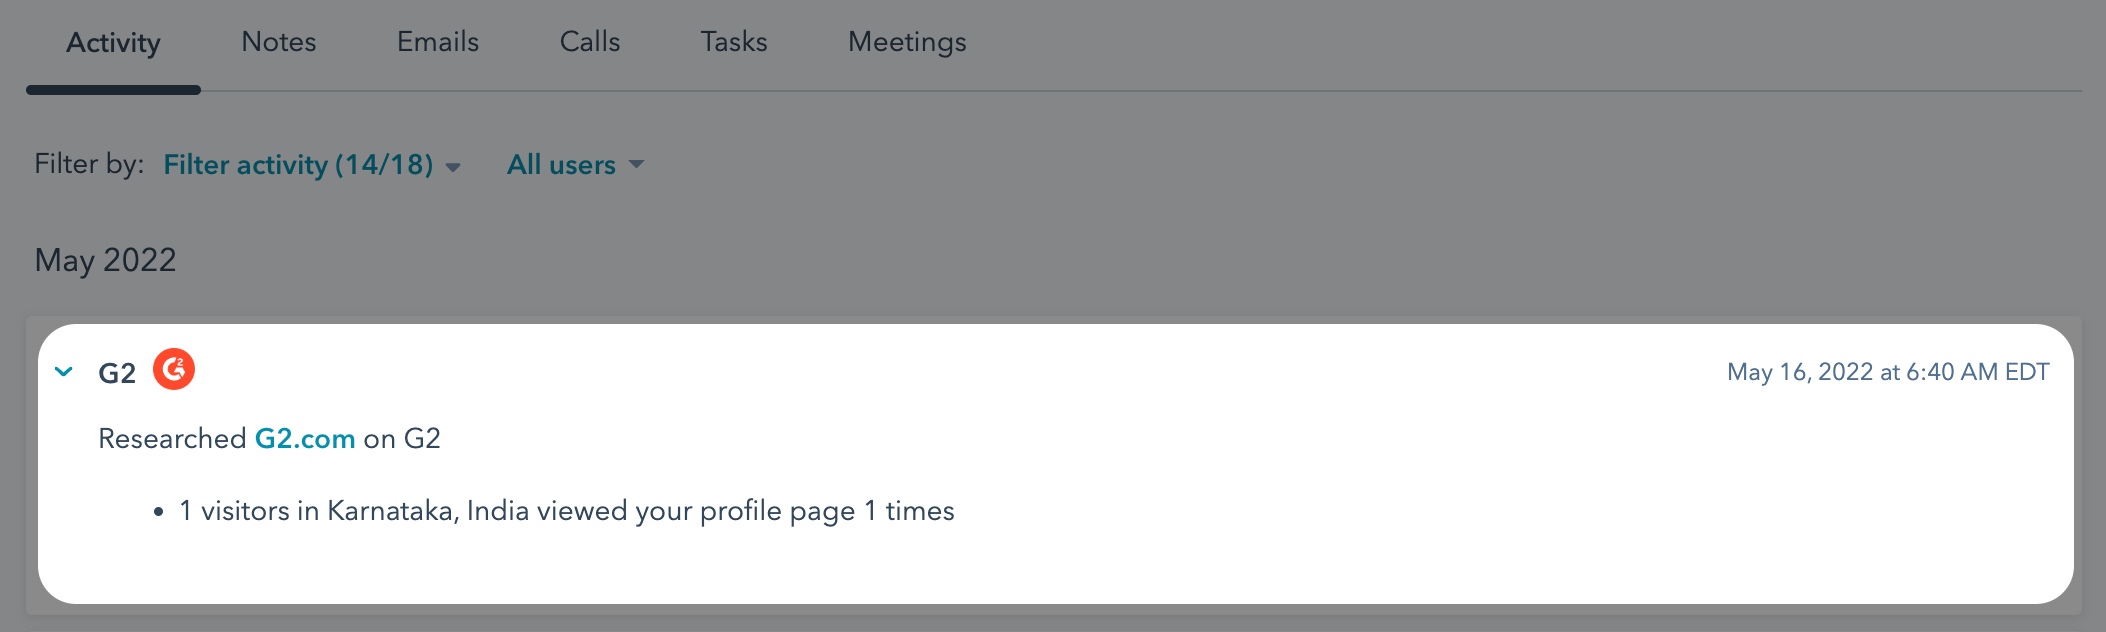 Activity Notes Emails Calls Tasks Meetings
Filter by: Filter activity (14/18) All users
May 2022
G2 G2 May 16, 2022 at 6:40 AM EDT
Researched G2.com on G2
• 1 visitors in Karnataka, India viewed your profile page 1 times